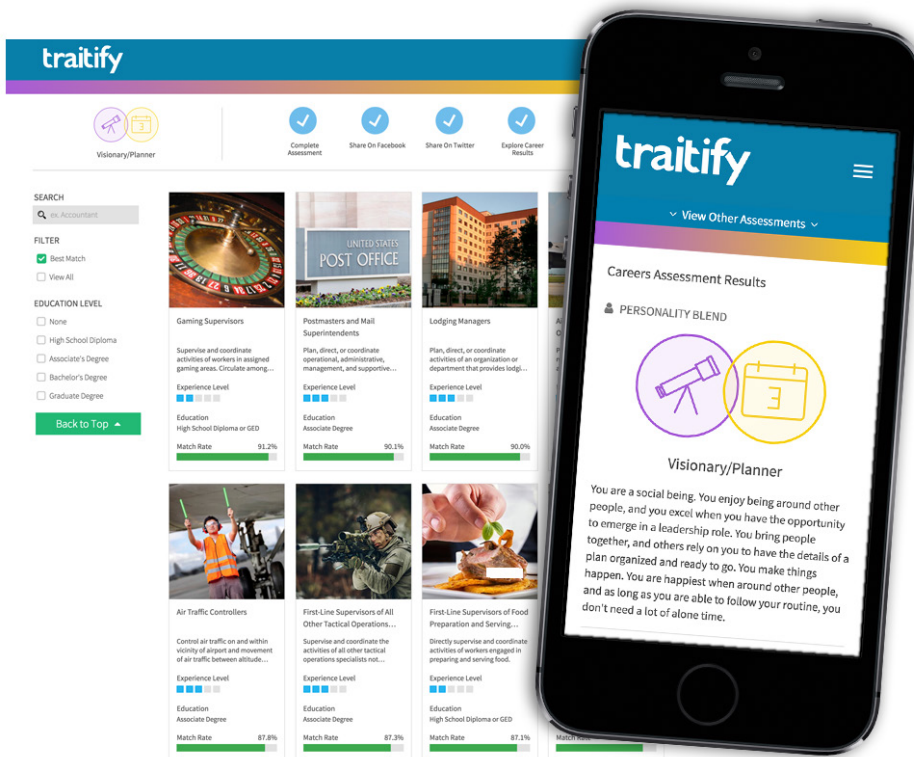 traitify
Visionary/Planner
Complete
Assessment
Share On Facebook
Share On Twitter
Explore Career
Results
SEARCH
ex. Accountant
FILTER
Best Match
View All
EDUCATION LEVEL
None
High School Diploma
Associate's Degree
Bachelor's Degree
Graduate Degree
Back to Top
UNITED STATES
POST OFFICE
Gaming Supervisors
Supervise and coordinate
activities of workers in assigned
gaming areas. Circulate among...
Experience Level
Education
High School Diploma or GED
Match Rate 91.2%
Postmasters and Mail
Superintendents
Plan, direct, or coordinate
operational, administrative,
management, and supportive...
Experience Level
Education
Associate Degree
Match Rate 90.1%
Lodging Managers
Plan, direct, or coordinate
activities of an organization or
department that provides lodgi...
Experience Level
Education
Associate Degree
Match Rate 90.0%
Air Traffic Controllers
Control air traffic on and within
vicinity of airport and movement
of air traffic between altitude...
Experience Level
Education
Associate Degree
Match Rate 87.8%
First-Line Supervisors of All
Other Tactical Operations...
Supervise and coordinate the
activities of all other tactical
operations specialists not...
Experience Level
Education
Associate Degree
Match Rate 87.3%
First-Line Supervisors of Food
Preparation and Serving...
Directly supervise and coordinate
activities of workers engaged in
preparing and serving food.
Experience Level
Education
High School Diploma or GED
Match Rate 87.1%
Match
traitify
View Other Assessments
Careers Assessment Results
PERSONALITY BLEND
3
Visionary/Planner
You are a social being. You enjoy being around other
people, and you excel when you have the opportunity
to emerge in a leadership role. You bring people
together, and others rely on you to have the details of a
plan organized and ready to go. You make things
happen. You are happiest when around other people,
and as long as you are able to follow your routine, you
don't need a lot of alone time.